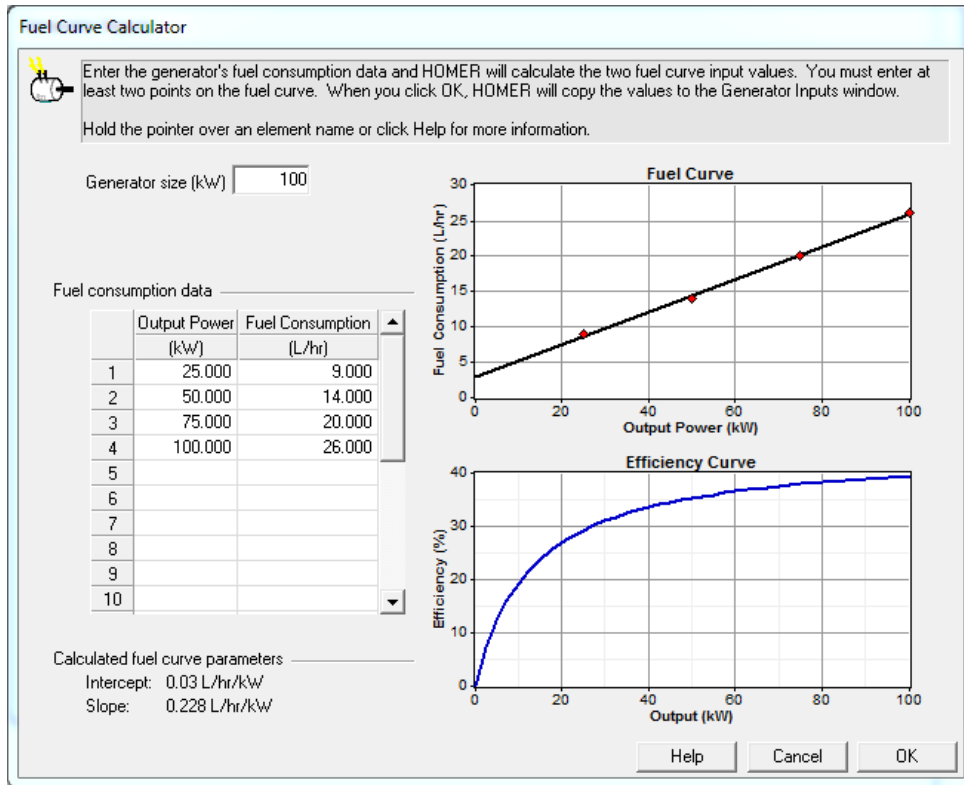 Fuel Curve Calculator
Enter the generator's fuel consumption data and HOMER will calculate the two fuel curve input values. You must enter at
least two points on the fuel curve. When you click OK, HOMER will copy the values to the Generator Inputs window.
Hold the pointer over an element name or click Help for more information.
Generator size (kW) 100
Fuel consumption data
Output Power Fuel Consumption
(kW) (L/hr)
1 25.000 9.000
2 50.000 14.000
3 75.000 20.000
4 100.000 26.000
5
6
7
8
9
10
Calculated fuel curve parameters
Intercept: 0.03 L/hr/kW
Slope: 0.228 L/hr/kW
Fuel Curve
Fuel Consumption (L/hr)
30
25
20
15
10
5
0
0 20 40 60 80 100
Output Power (kW)
Efficiency Curve
Efficiency (%)
40
30
20
10
0
0 20 40 60 80 100
Output (kW)
Help Cancel OK